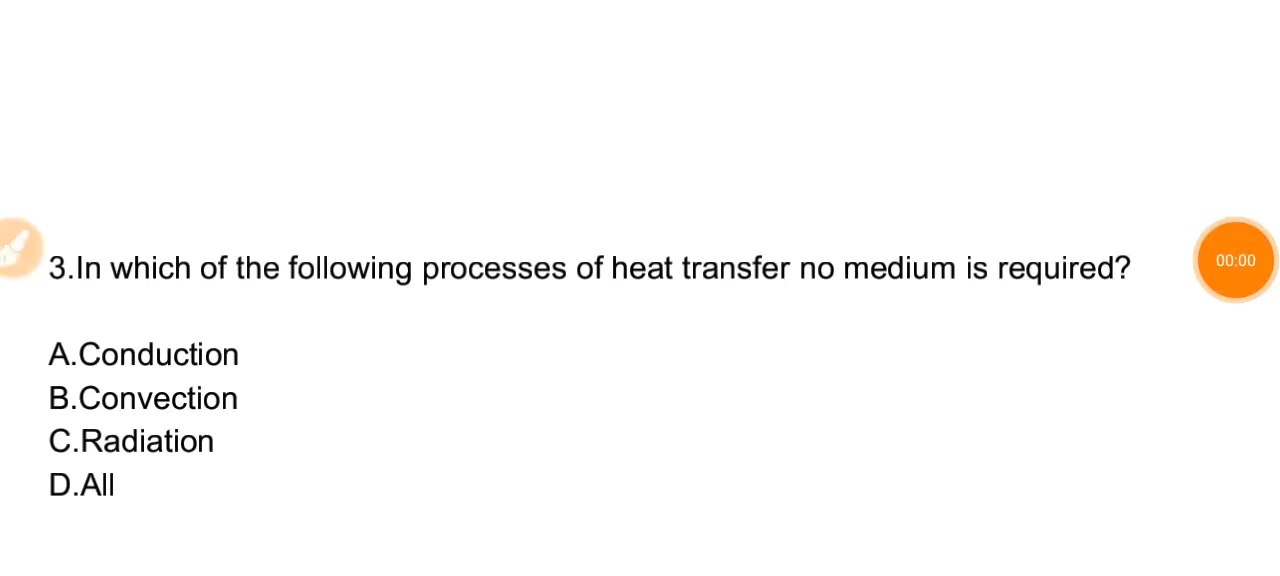 3.In which of the following processes of heat transfer no medium is required?
00:00
A.Conduction
B.Convection
C.Radiation
D.All